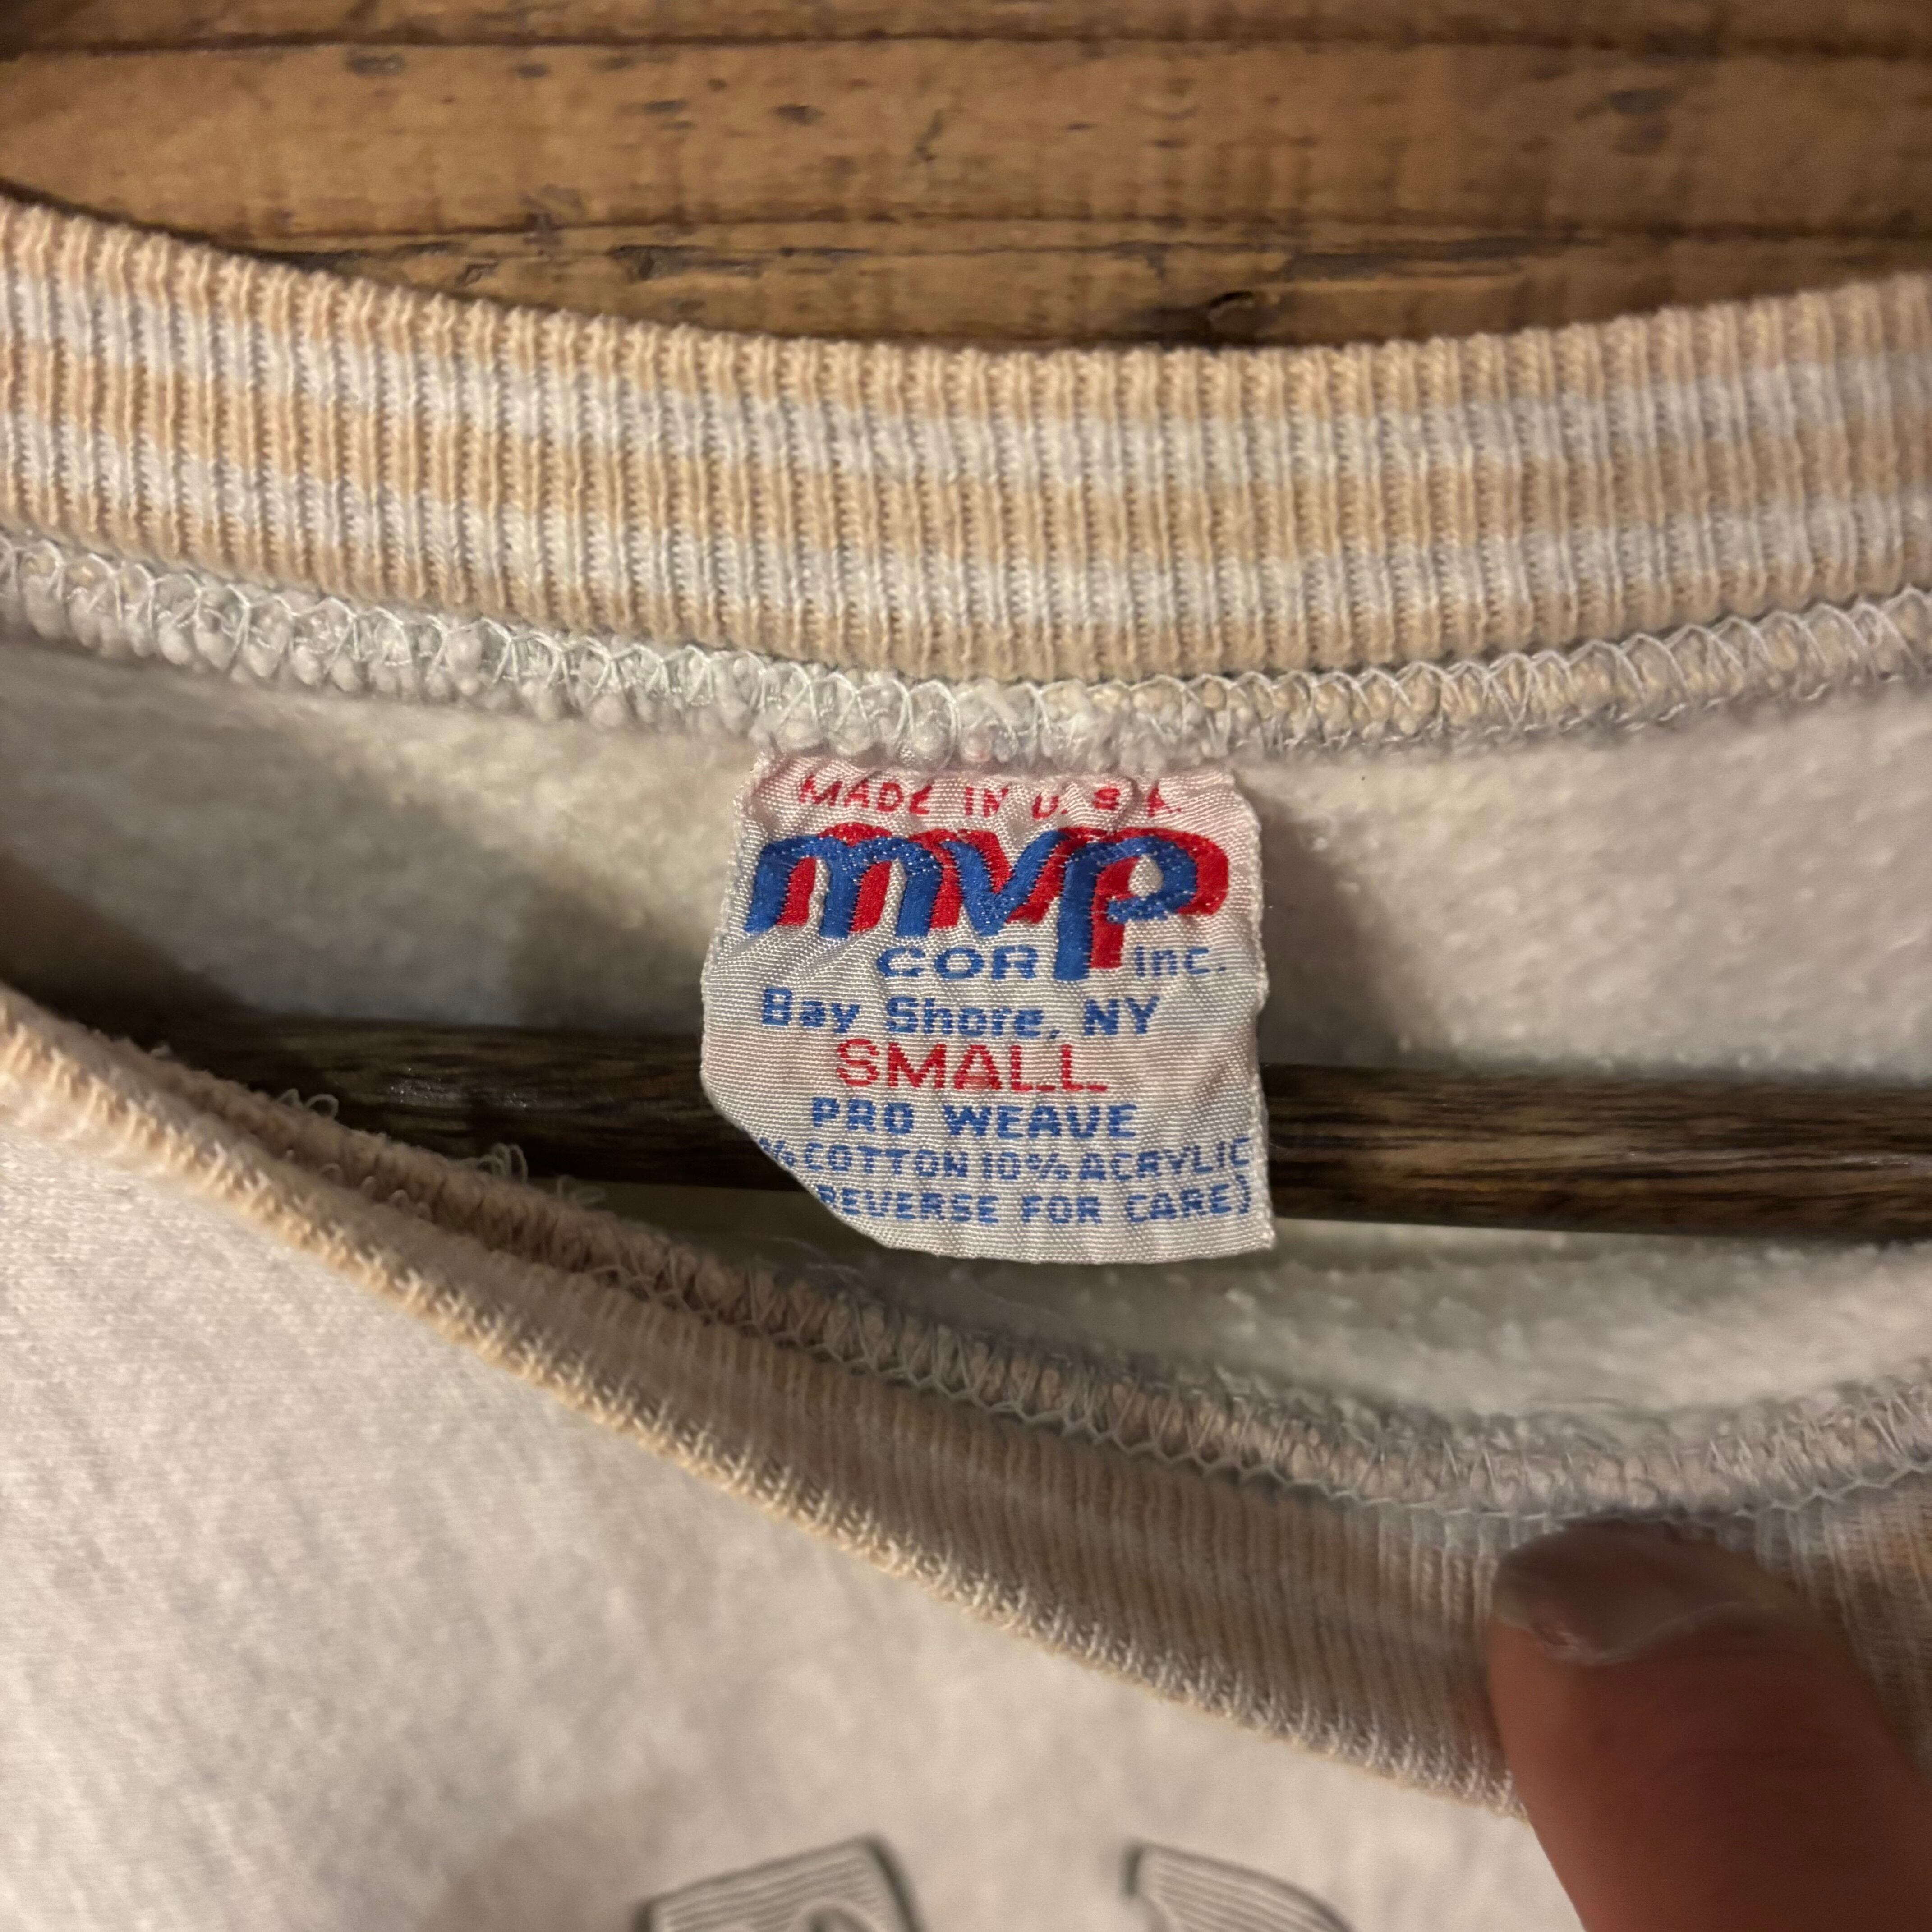 MADE IN U.S.A.
mvp
CORP inc.
Bay Shore, NY
SMALL
PRO WEAVE
% COTTON 10% ACRYLIC
REVERSE FOR CARE)